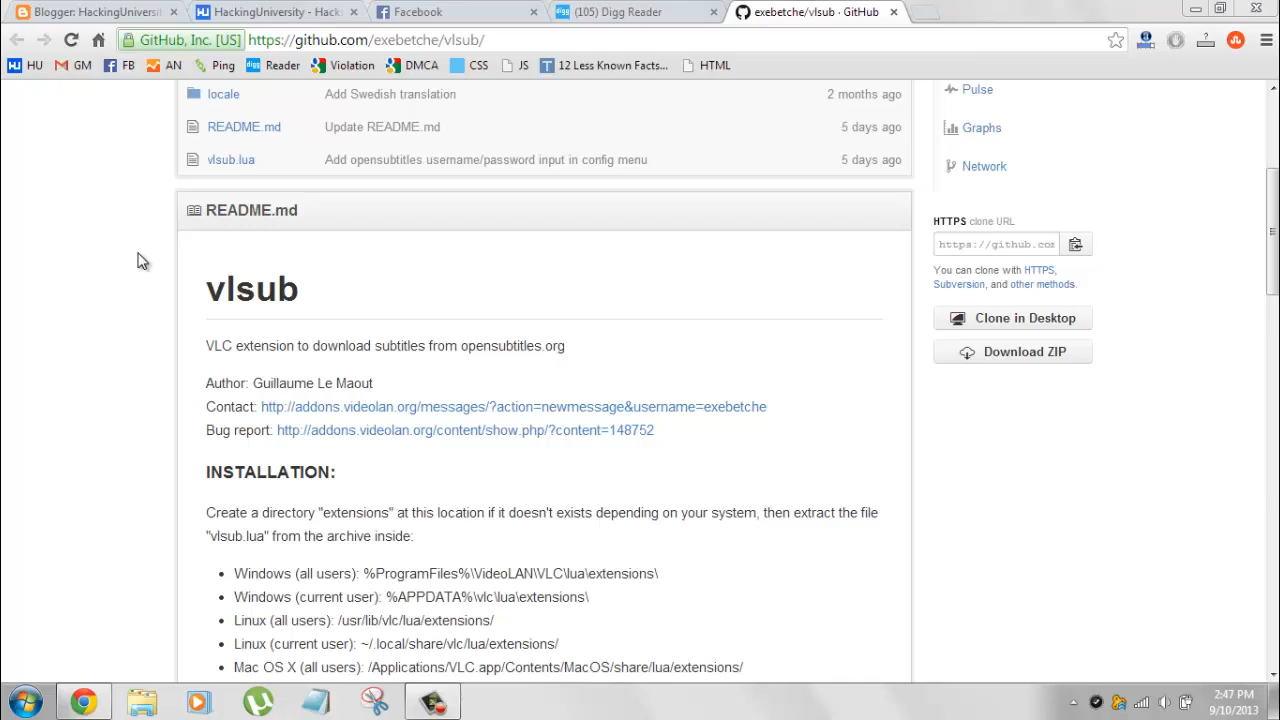 Blogger: HackingUniversi
HackingUniversity - Hacks
Facebook
(105) Digg Reader
exebetche/vlsub · GitHub
GitHub, Inc. [US] https://github.com/exebetche/vlsub/
HU GM FB AN Ping Reader Violation DMCA CSS JS 12 Less Known Facts... HTML
locale Add Swedish translation 2 months ago
README.md Update README.md 5 days ago
vlsub.lua Add opensubtitles username/password input in config menu 5 days ago
Pulse
Graphs
Network
HTTPS clone URL
https://github.com
You can clone with HTTPS,
Subversion, and other methods.
Clone in Desktop
Download ZIP
README.md
vlsub
VLC extension to download subtitles from opensubtitles.org
Author: Guillaume Le Maout
Contact: http://addons.videolan.org/messages/?action=newmessage&username=exebetche
Bug report: http://addons.videolan.org/content/show.php/?content=148752
INSTALLATION:
Create a directory "extensions" at this location if it doesn't exists depending on your system, then extract the file
"vlsub.lua" from the archive inside:
• Windows (all users): %ProgramFiles%\VideoLAN\VLC\lua\extensions\
• Windows (current user): %APPDATA%\vlc\lua\extensions\
• Linux (all users): /usr/lib/vlc/lua/extensions/
• Linux (current user): ~/.local/share/vlc/lua/extensions/
• Mac OS X (all users): /Applications/VLC.app/Contents/MacOS/share/lua/extensions/
2:47 PM
9/10/2013